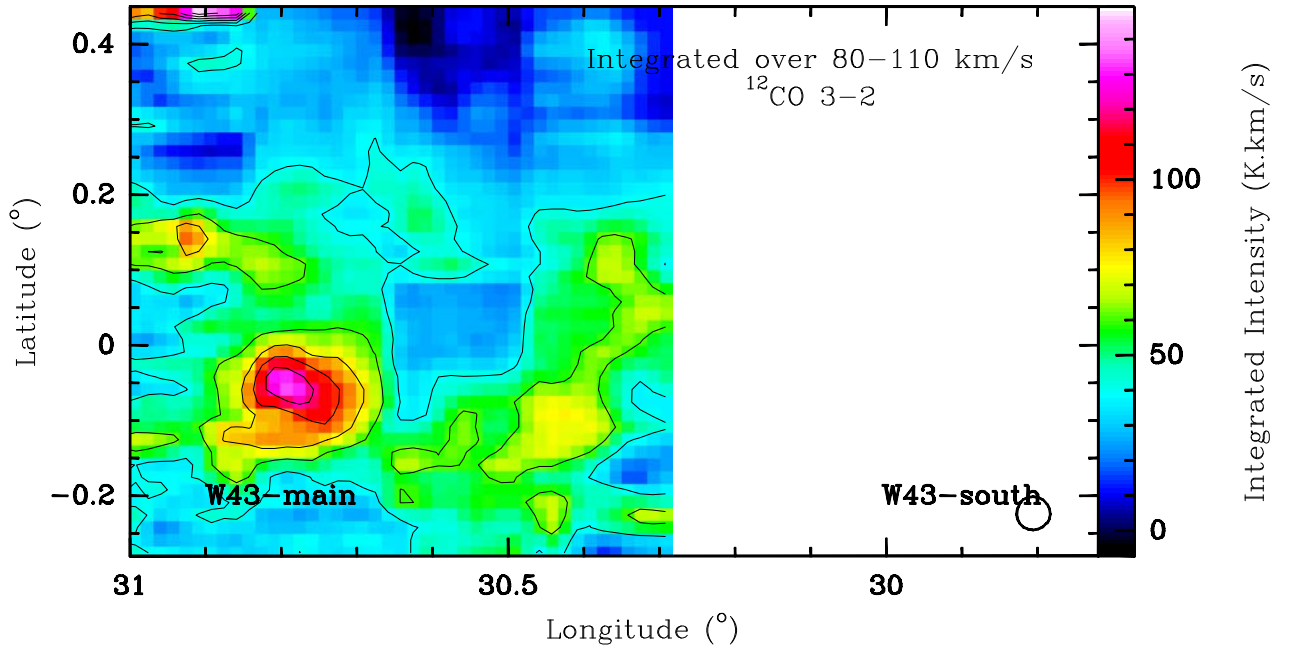 Integrated over 80−110 km/s
¹²CO 3−2
0.4
0.2
0
−0.2
Latitude (°)
W43−main
W43−south
31
30.5
30
Longitude (°)
100
50
0
Integrated Intensity (K.km/s)